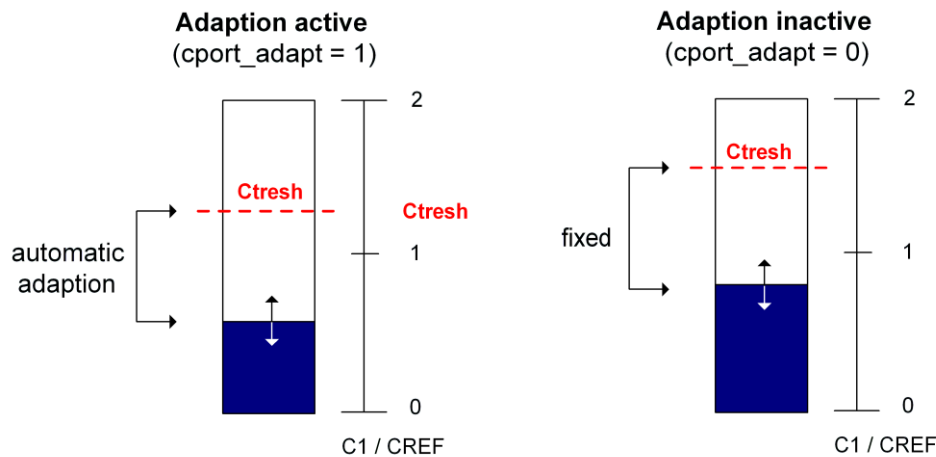 Adaption active
(cport_adapt = 1)
2
Ctresh
Ctresh
automatic
adaption
1
0
C1 / CREF
Adaption inactive
(cport_adapt = 0)
2
Ctresh
fixed
1
0
C1 / CREF